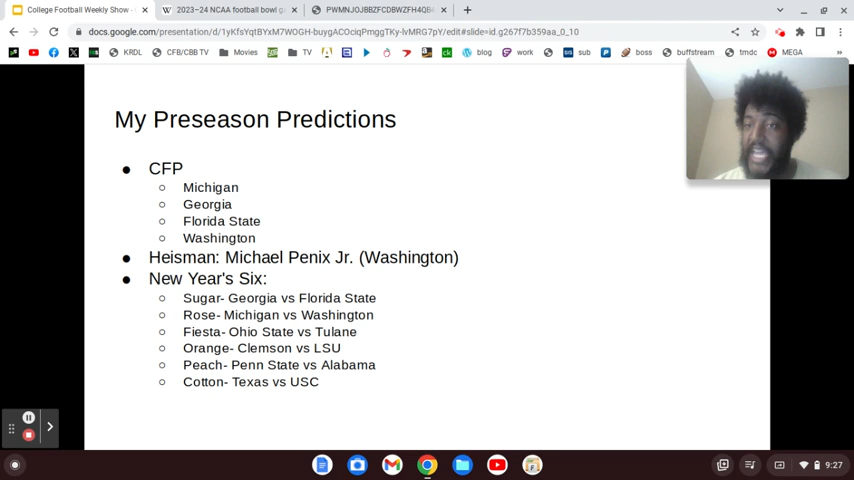 College Football Weekly Show -
2023–24 NCAA football bowl ga
PWMNJOJBBZFCDBWZFH4QB
docs.google.com/presentation/d/1yKfsYqtBYxM7WOGH-buygACOciqPmggTKy-lvMRG7pY/edit#slide=id.g267f7b359aa_0_10
KRDL
CFB/CBB TV
Movies
TV
blog
work
sub
boss
buffstream
tmdc
MEGA
My Preseason Predictions
● CFP
○ Michigan
○ Georgia
○ Florida State
○ Washington
● Heisman: Michael Penix Jr. (Washington)
● New Year's Six:
○ Sugar- Georgia vs Florida State
○ Rose- Michigan vs Washington
○ Fiesta- Ohio State vs Tulane
○ Orange- Clemson vs LSU
○ Peach- Penn State vs Alabama
○ Cotton- Texas vs USC
9:27